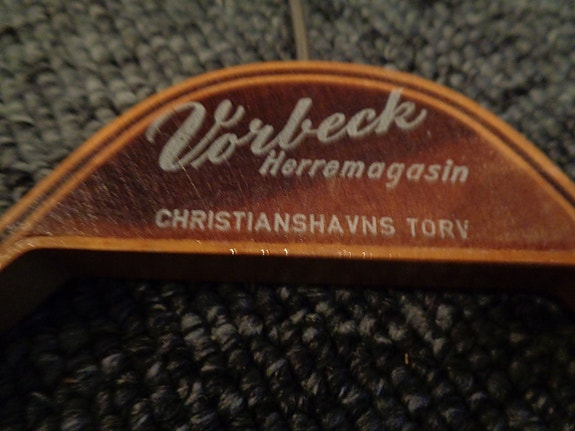 Vorbeck
Herremagasin
CHRISTIANSHAVNS TORV